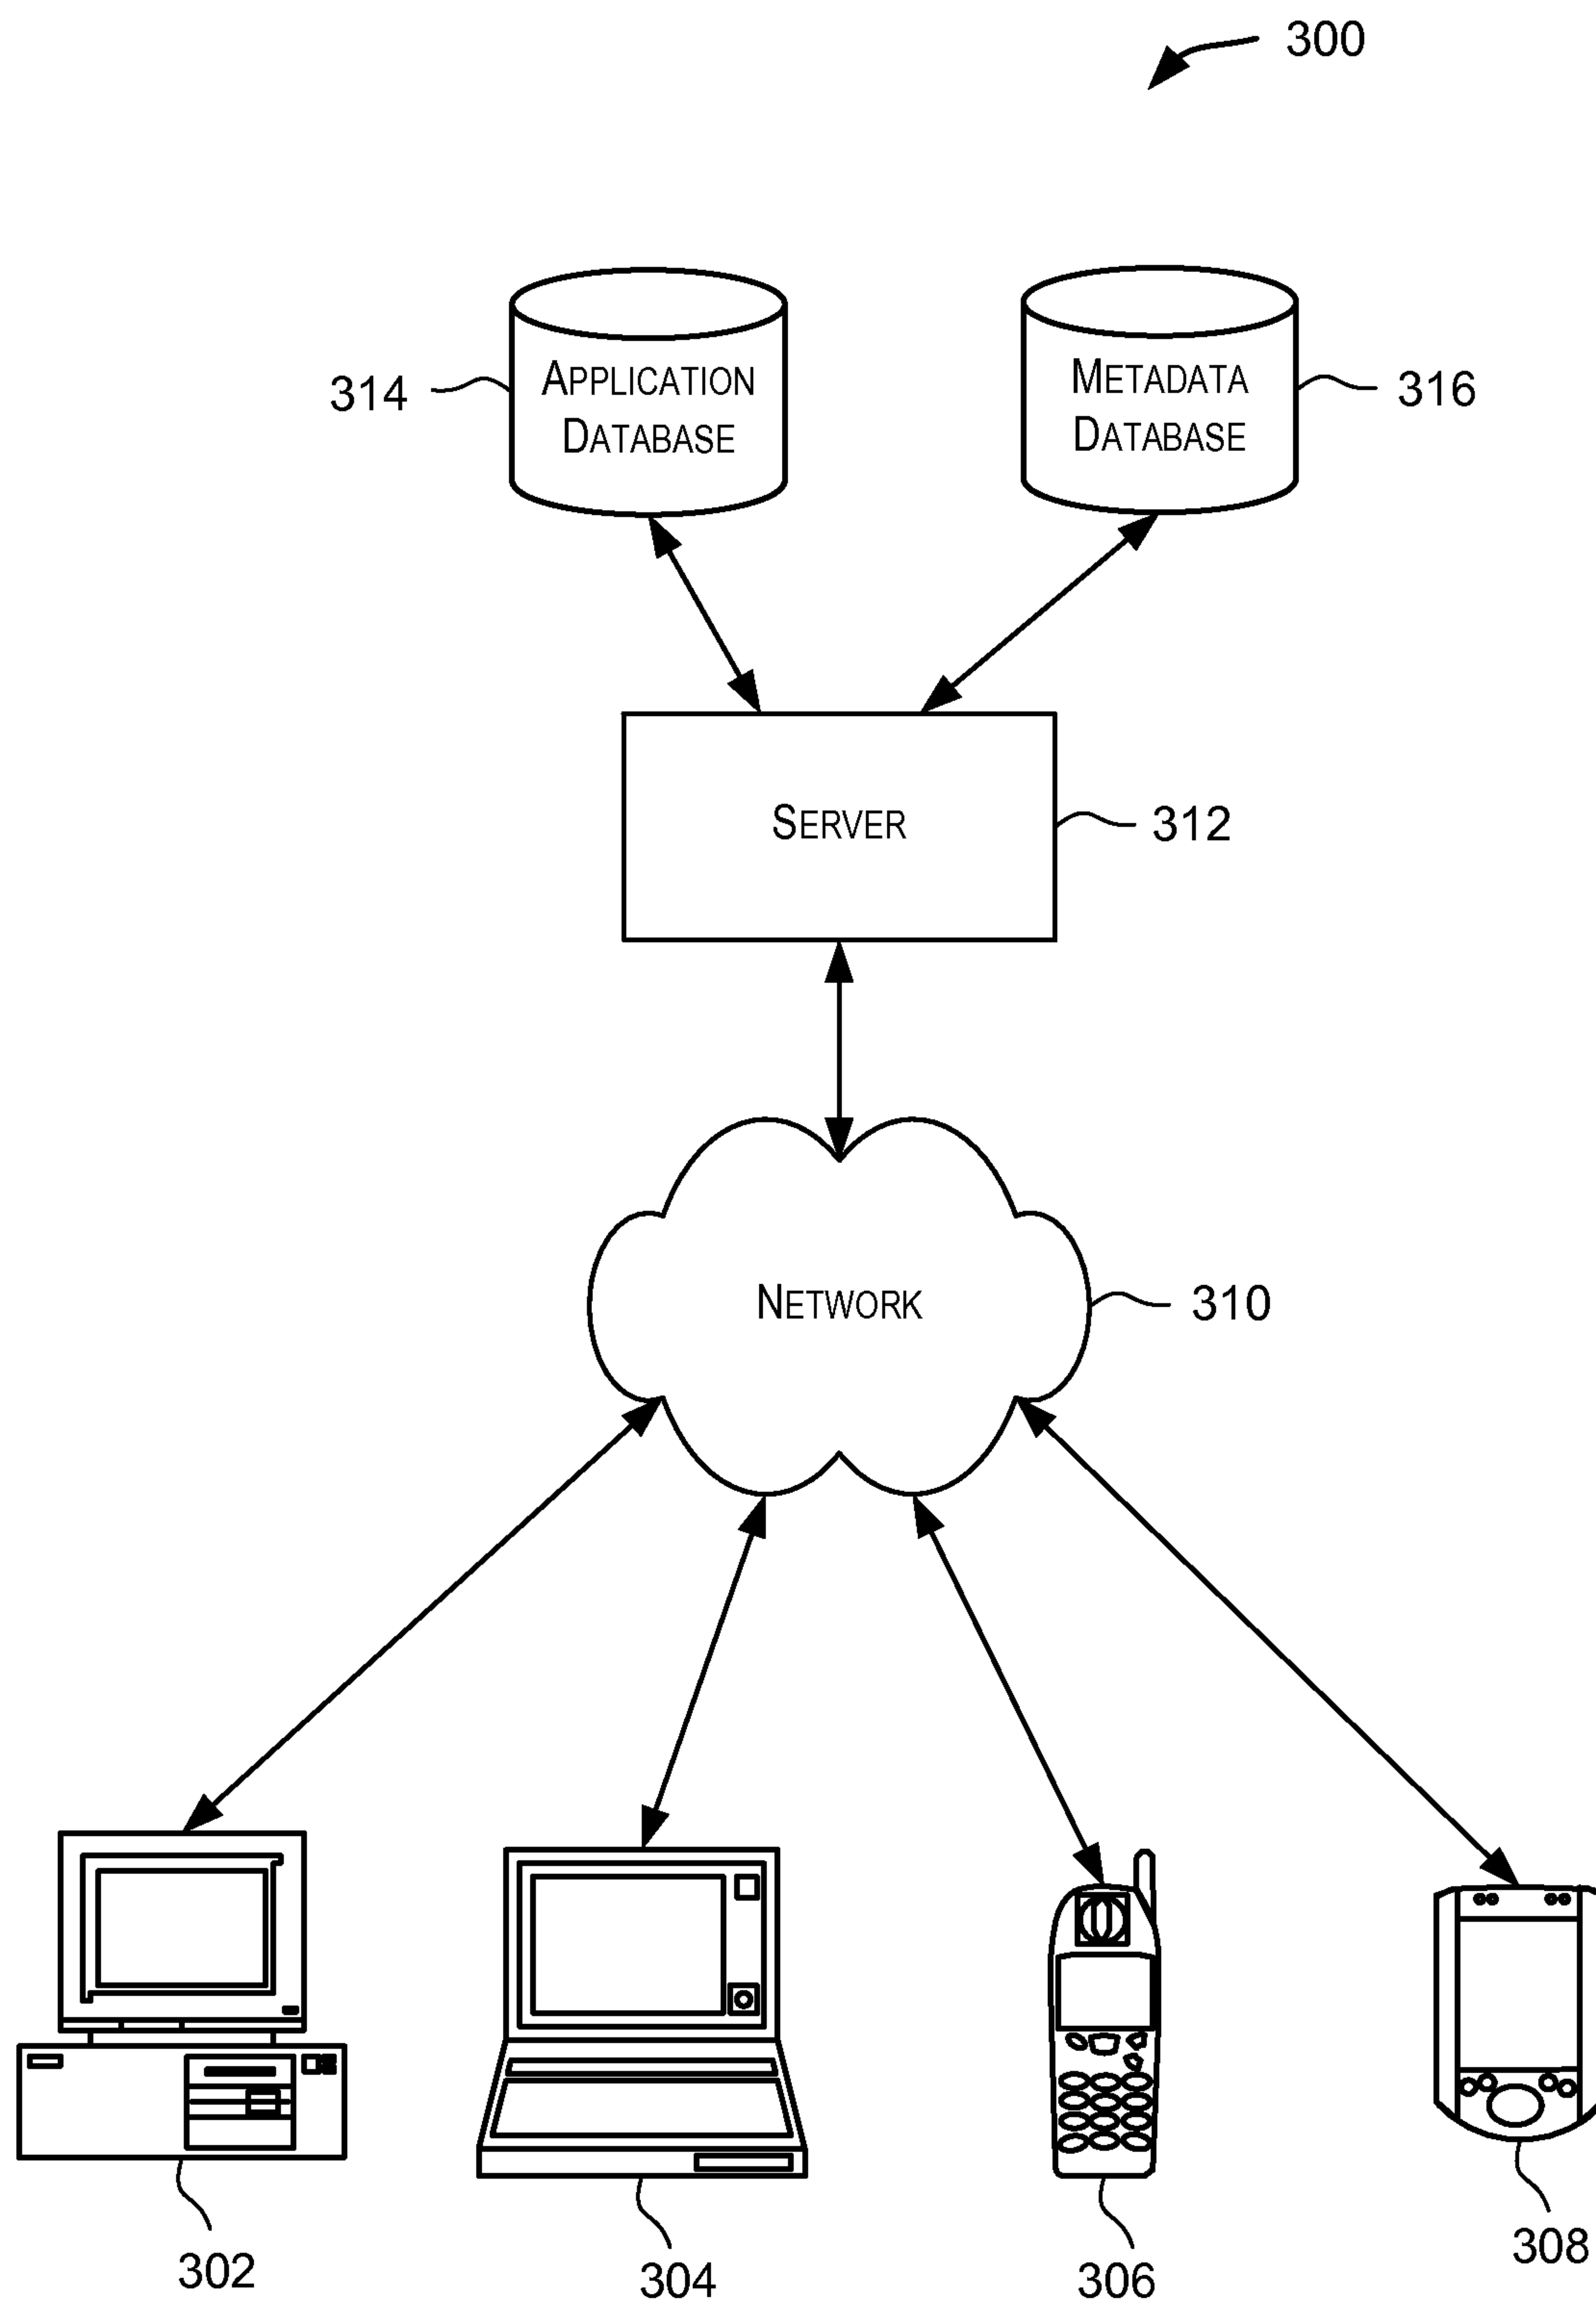 300
APPLICATION
DATABASE
314
METADATA
DATABASE
316
SERVER
312
NETWORK
310
302
304
306
308